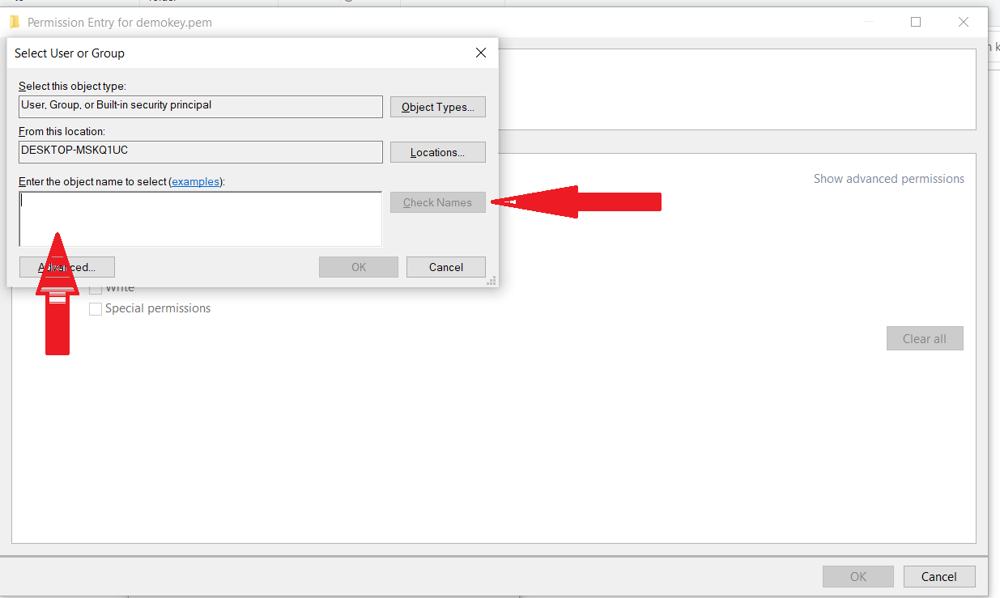 Permission Entry for demokey.pem
Select User or Group
Select this object type:
User, Group, or Built-in security principal
Object Types...
From this location:
DESKTOP-MSKQ1UC
Locations...
Enter the object name to select (examples):
Check Names
Show advanced permissions
Advanced...
OK
Cancel
Write
Special permissions
Clear all
OK
Cancel